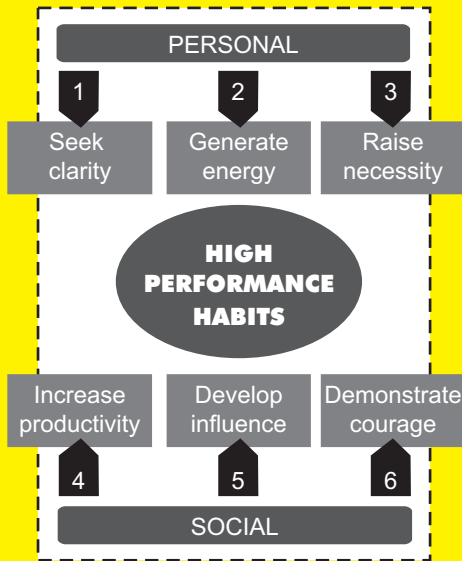 PERSONAL
1
2
3
Seek
clarity
Generate
energy
Raise
necessity
HIGH
PERFORMANCE
HABITS
Increase
productivity
Develop
influence
Demonstrate
courage
4
5
6
SOCIAL